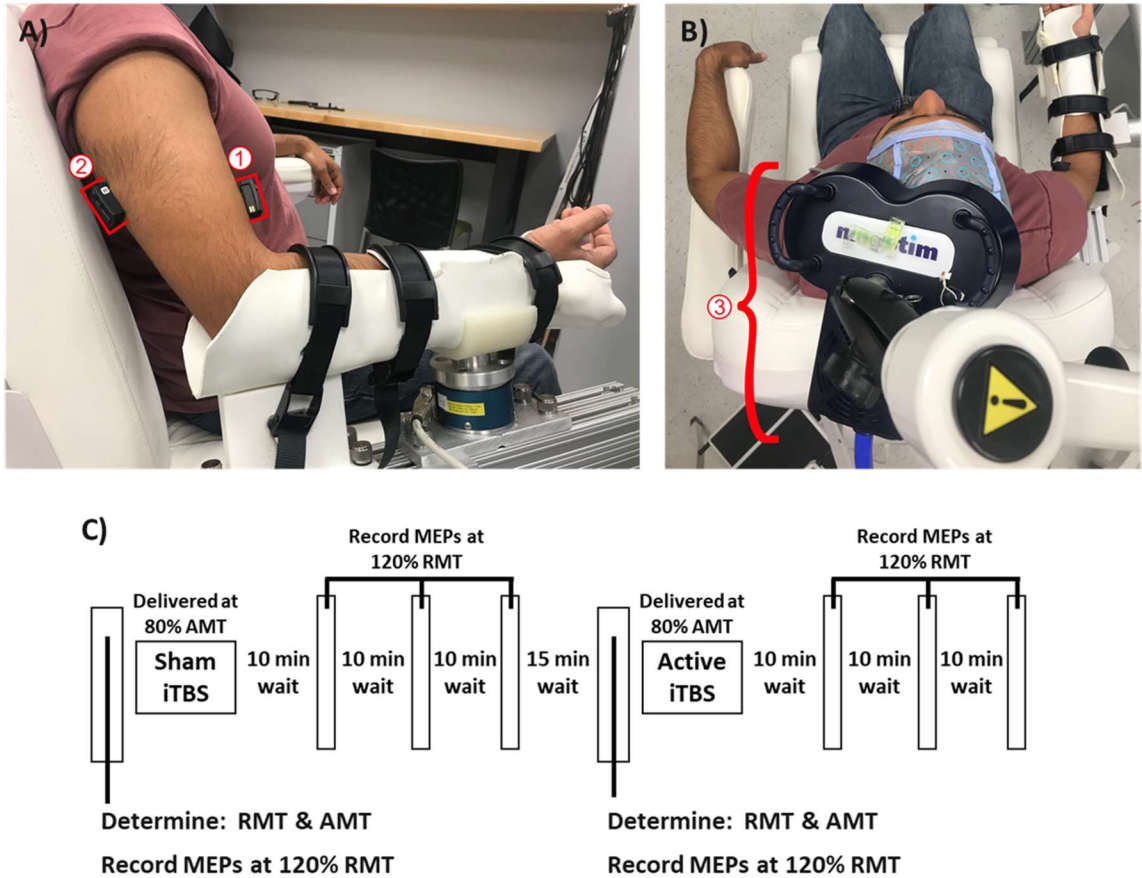 A)
②
①
B)
③
C)
Record MEPs at
120% RMT
Record MEPs at
120% RMT
Delivered at
80% AMT
Delivered at
80% AMT
Sham
iTBS
10 min
wait
10 min
wait
10 min
wait
15 min
wait
Active
iTBS
10 min
wait
10 min
wait
10 min
wait
Determine: RMT & AMT
Record MEPs at 120% RMT
Determine: RMT & AMT
Record MEPs at 120% RMT